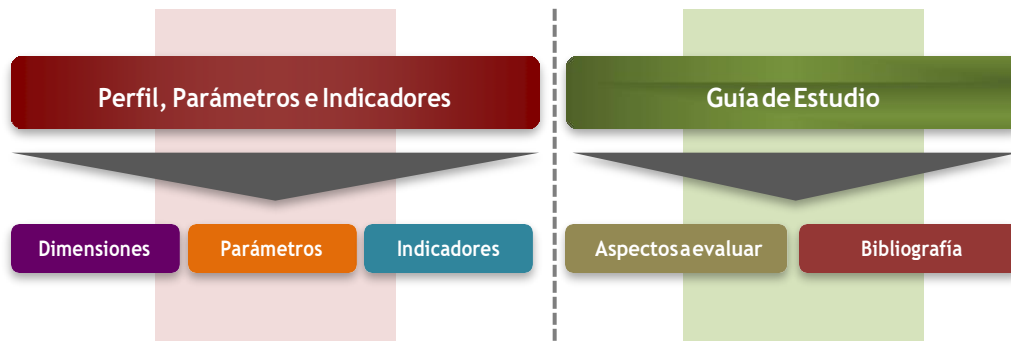 Perfil, Parámetros e Indicadores
Guía de Estudio
Dimensiones
Parámetros
Indicadores
Aspectos a evaluar
Bibliografía